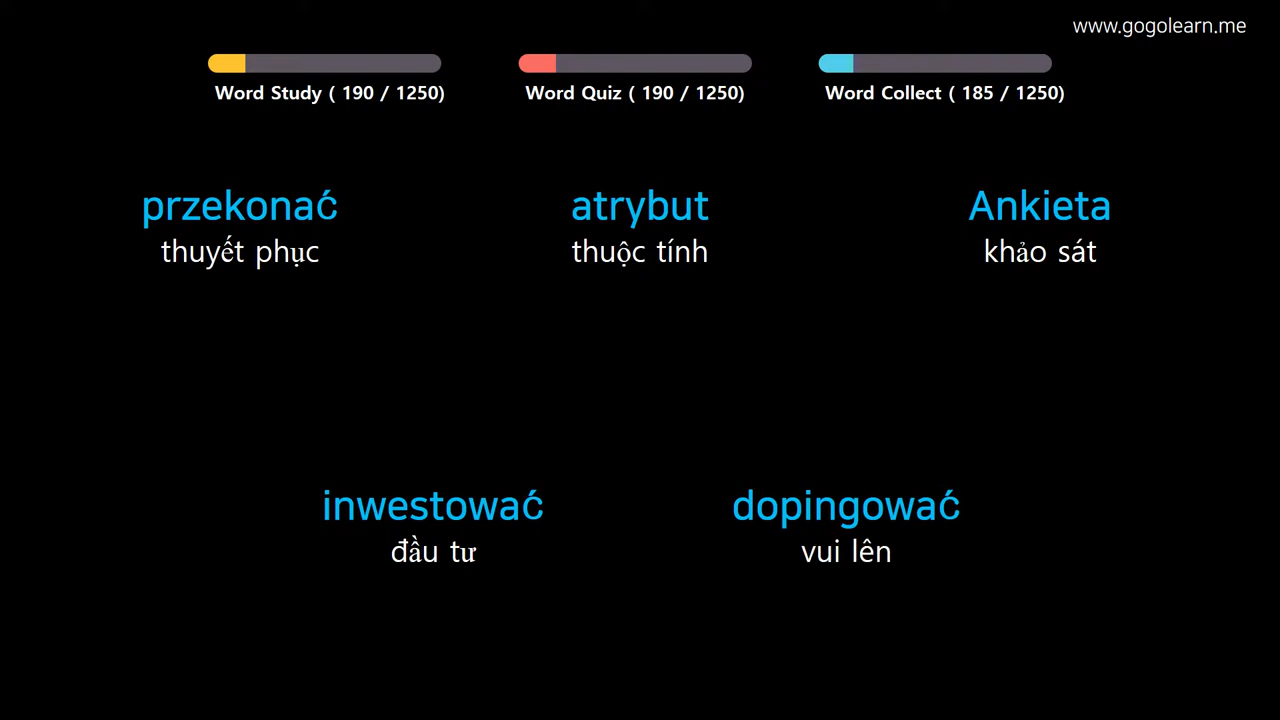 www.gogolearn.me
Word Study ( 190 / 1250)
Word Quiz ( 190 / 1250)
Word Collect ( 185 / 1250)
przekonać
thuyết phục
atrybut
thuộc tính
Ankieta
khảo sát
inwestować
đầu tư
dopingować
vui lên